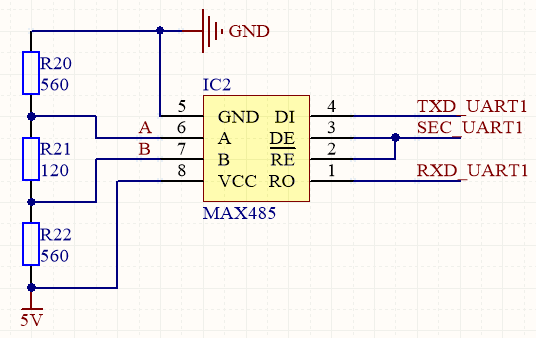 GND
R20
560
IC2
5 GND DI 4 TXD_UART1
A 6 A DE 3 SEC_UART1
B 7 B RE 2
8 VCC RO 1 RXD_UART1
R21
120
MAX485
R22
560
5V